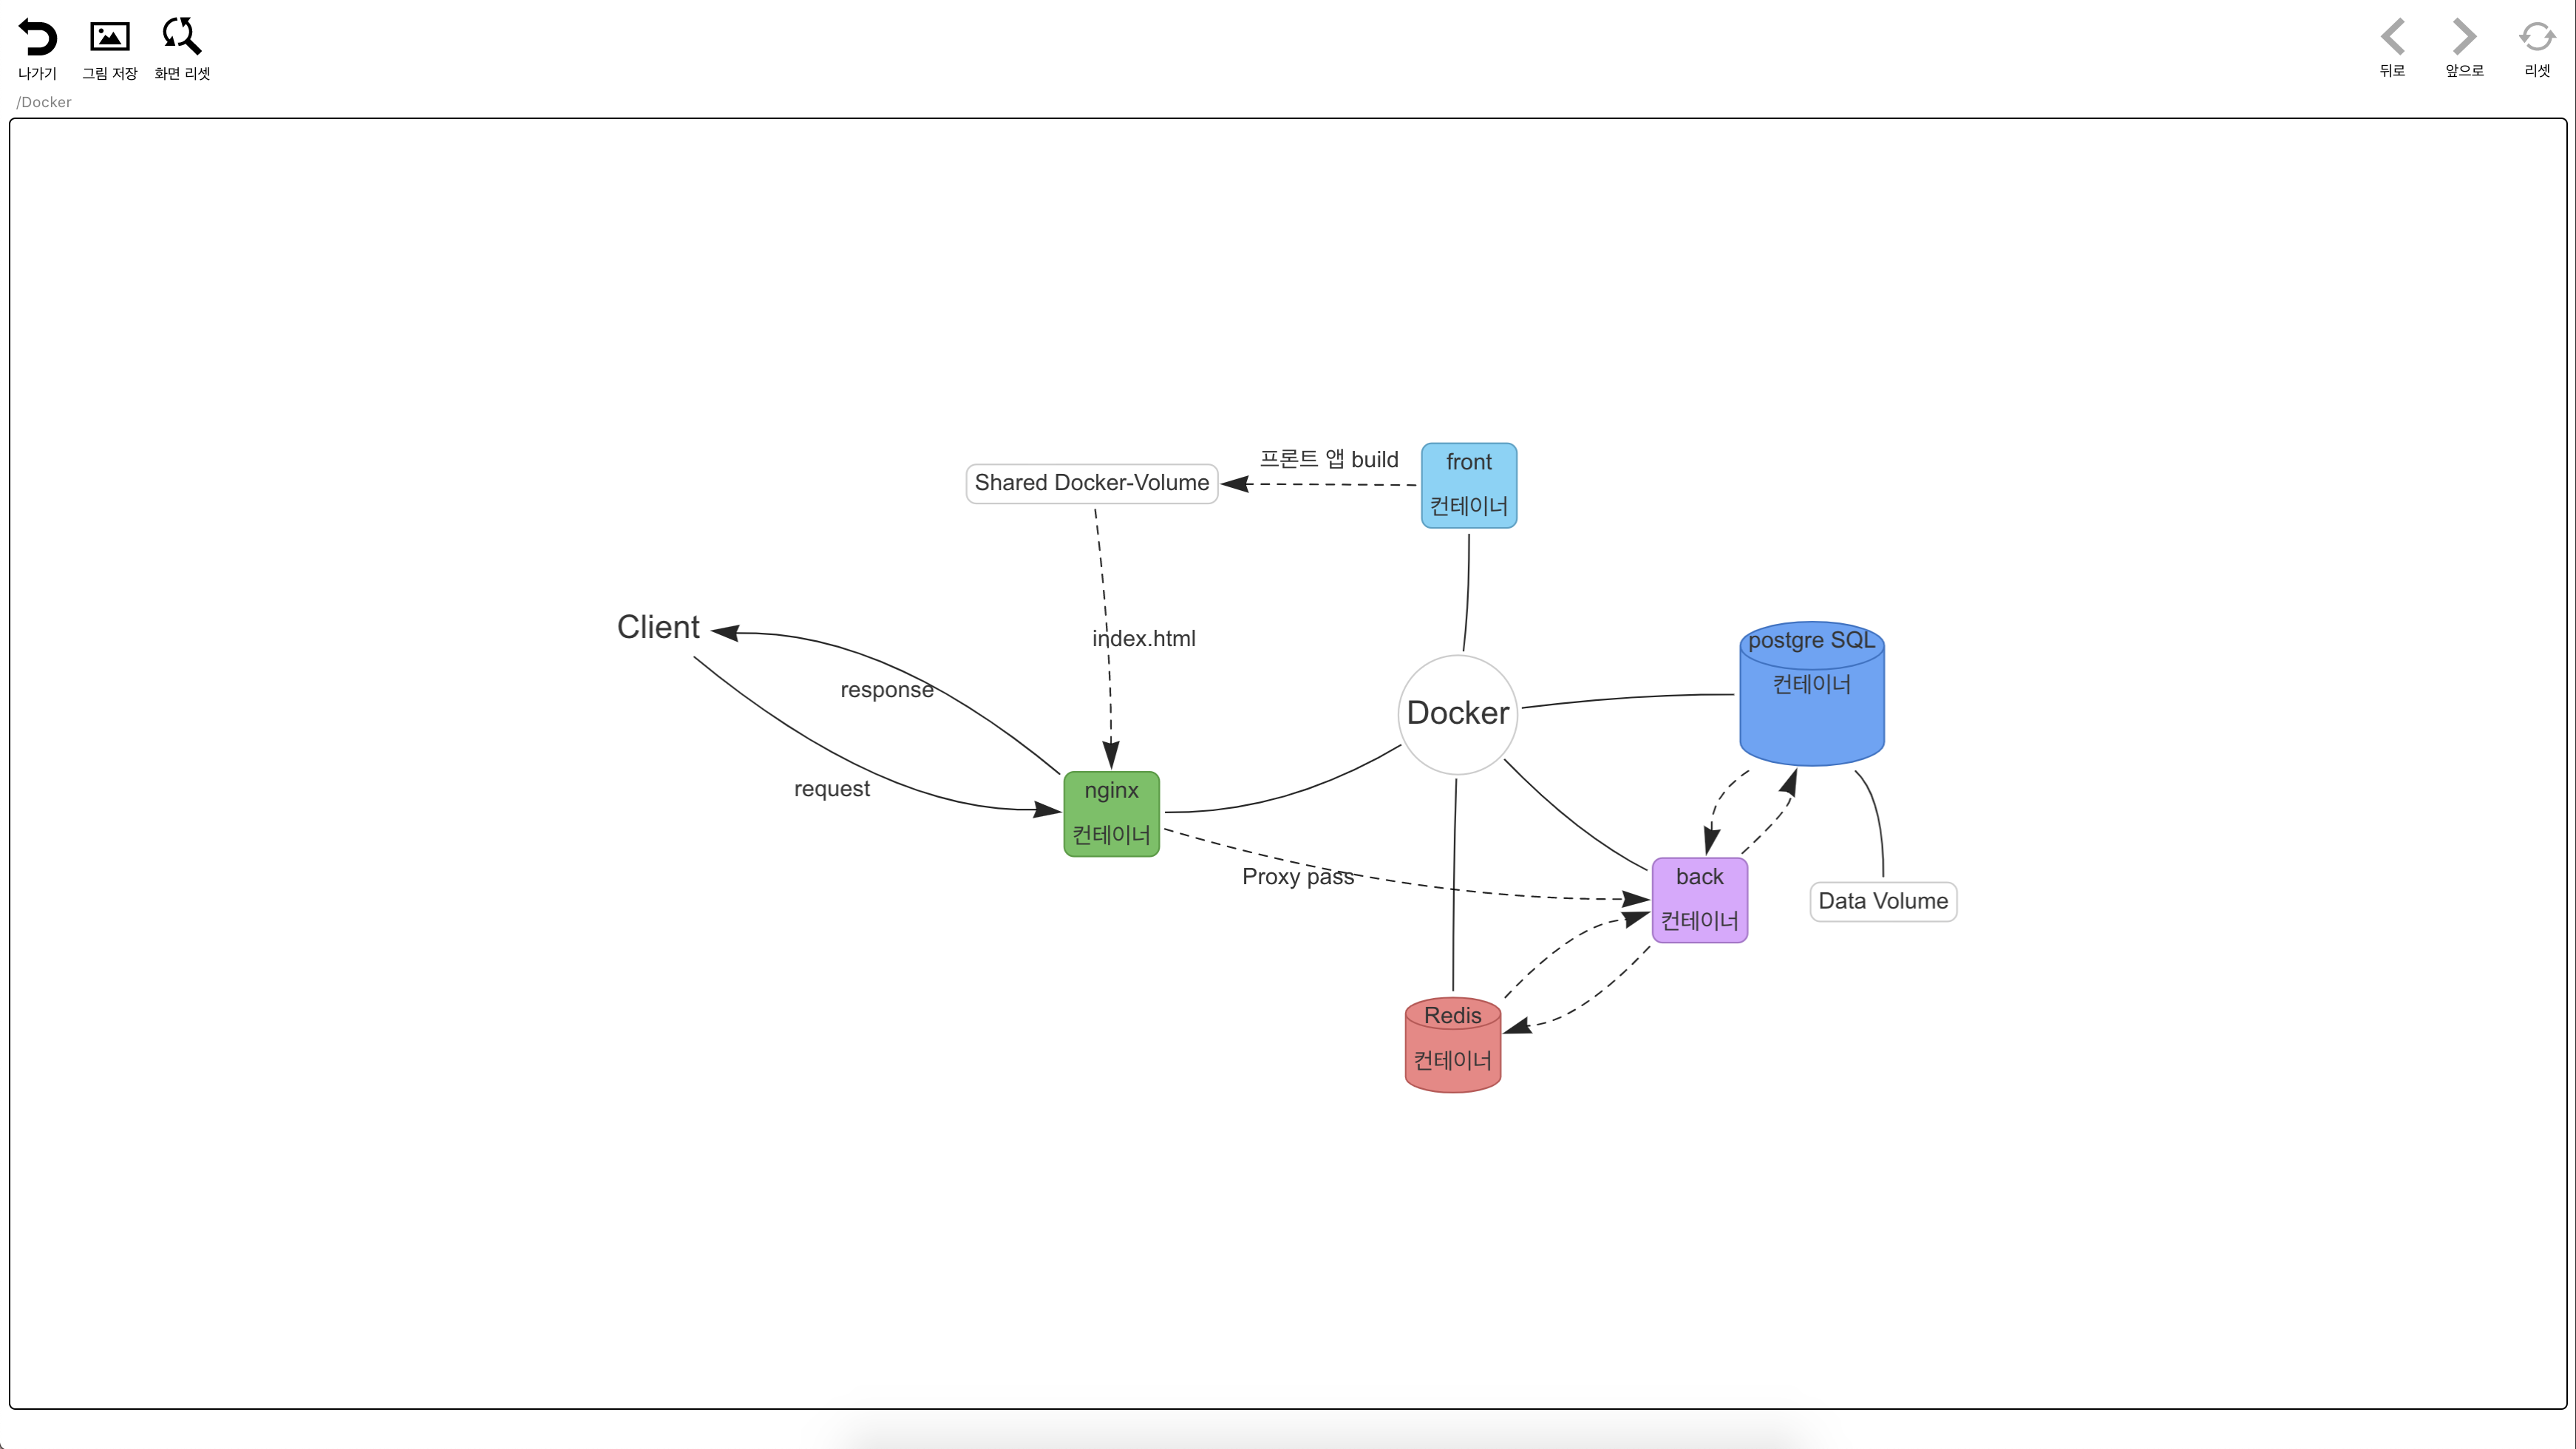 나가기
그림 저장
화면 리셋
뒤로
앞으로
리셋
/Docker
프론트 앱 build
front
컨테이너
Shared Docker-Volume
Client
index.html
postgre SQL
컨테이너
response
Docker
request
nginx
컨테이너
Proxy pass
back
컨테이너
Data Volume
Redis
컨테이너